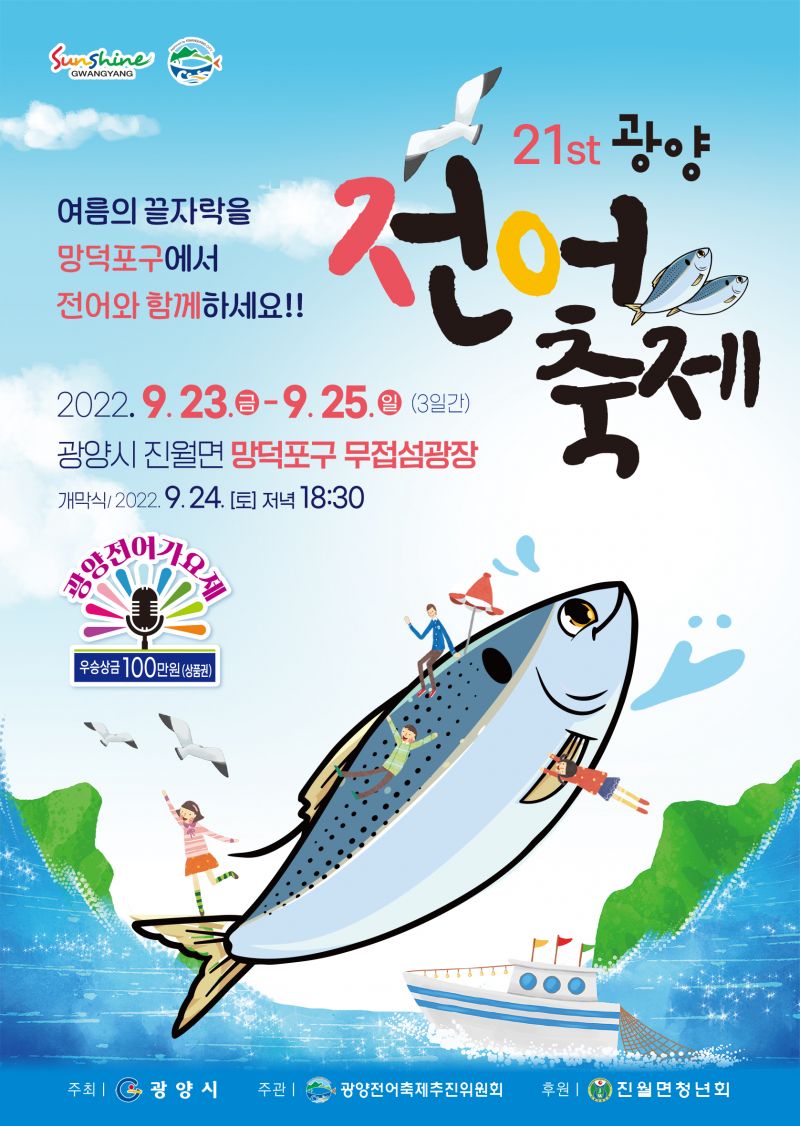 Sunshine
GWANGYANG
21st 광양
전어
축제
여름의 끝자락을
망덕포구에서
전어와 함께하세요!!
2022. 9. 23.금 - 9. 25.일 (3일간)
광양시 진월면 망덕포구 무접섬광장
개막식/ 2022. 9. 24. [토] 저녁 18:30
광양전어가요제
우승상금 100만원(상품권)
주최 | 광양시 주관 | 광양전어축제추진위원회 후원 | 진월면청년회